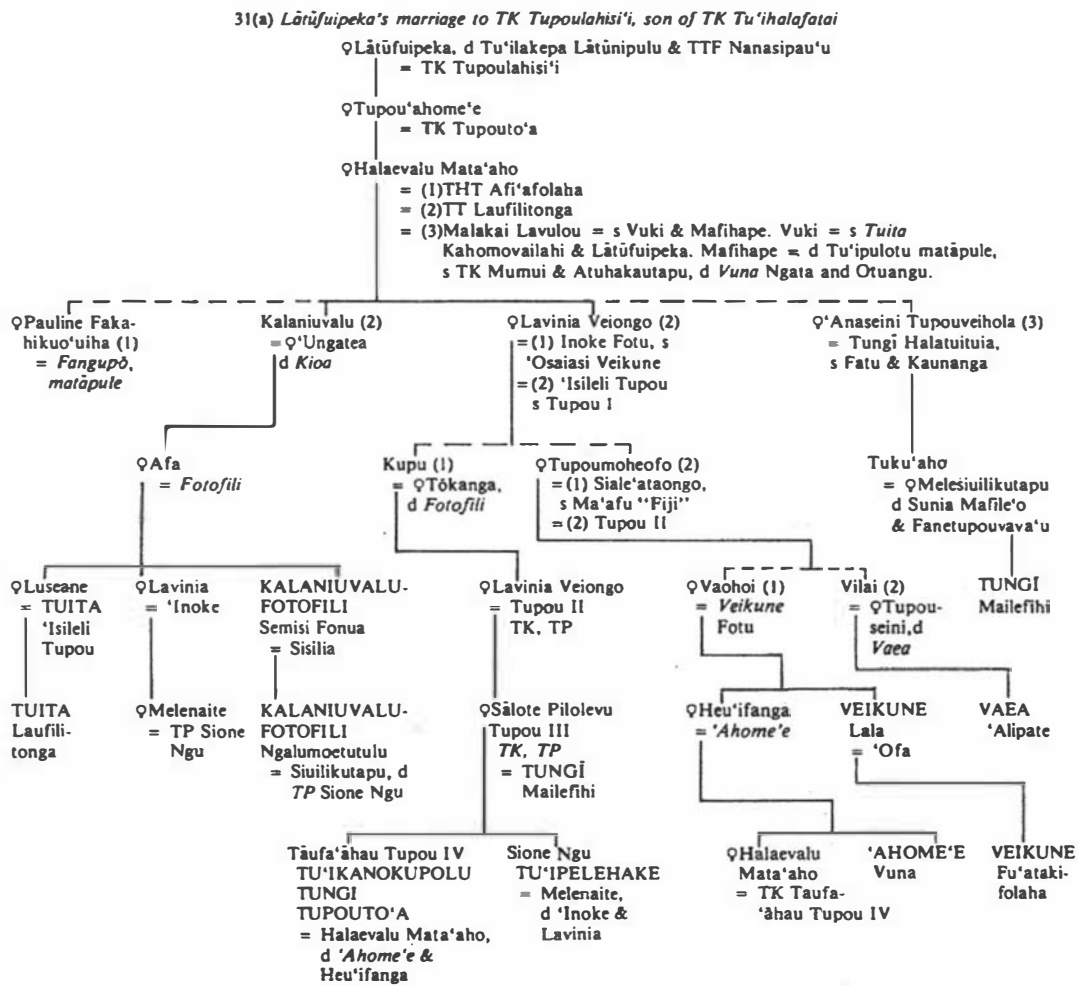 31(a) Lātūfuipeka's marriage to TK Tupoulahisi‘i, son of TK Tu‘ihalafatai
♀Lātūfuipeka, d Tu‘ilakepa Lātūnipulu & TTF Nanasipau‘u
= TK Tupoulahisi‘i
♀Tupou‘ahome‘e
= TK Tupouto‘a
♀Halaevalu Mata‘aho
= (1)THT Afi‘afolaha
= (2)TT Laufilitonga
= (3)Malakai Lavulou = s Vuki & Mafihape. Vuki = s Tuita
Kahomovailahi & Lātūfuipeka. Mafihape = d Tu‘ipulotu matāpule,
s TK Mumui & Atuhakautapu, d Vuna Ngata and Otuangu.
♀Pauline Faka-
hikuo‘uiha (1)
= Fangupō,
matāpule
Kalaniuvalu (2)
= ♀‘Ungatea
d Kioa
♀Lavinia Veiongo (2)
= (1) Inoke Fotu, s
‘Osaiasi Veikune
= (2) ‘Isileli Tupou
s Tupou I
♀‘Anaseini Tupouveihola (3)
= Tungī Halatuituia,
s Fatu & Kaunanga
♀Afa
= Fotofili
Kupu (1)
= ♀Tōkanga,
d Fotofili
♀Tupoumoheofo (2)
= (1) Siale‘ataongo,
s Ma‘afu "Fiji"
= (2) Tupou II
Tuku‘aho
= ♀Melesiuilikutapu
d Sunia Mafile‘o
& Fanetupouvava‘u
♀Luseane
= TUITA
‘Isileli
Tupou
♀Lavinia
= ‘Inoke
KALANIUVALU-
FOTOFILI
Semisi Fonua
= Sisilia
♀Lavinia Veiongo
= Tupou II
TK, TP
♀Vaohoi (1)
= Veikune
Fotu
Vilai (2)
= ♀Tupou-
seini,d
Vaea
TUNGĪ
Mailefihi
TUITA
Laufili-
tonga
♀Melenaite
= TP Sione
Ngu
KALANIUVALU-
FOTOFILI
Ngalumoetutulu
= Siuilikutapu, d
TP Sione Ngu
♀Sālote Pilolevu
Tupou III
TK, TP
= TUNGĪ
Mailefihi
♀Heu‘ifanga
= ‘Ahome‘e
VEIKUNE
Lala
= ‘Ofa
VAEA
‘Alipate
Tāufa‘āhau Tupou IV
TU‘IKANOKUPOLU
TUNGI
TUPOUTO‘A
= Halaevalu Mata‘aho,
d ‘Ahome‘e &
Heu‘ifanga
Sione Ngu
TU‘IPELEHAKE
= Melenaite,
d ‘Inoke &
Lavinia
♀Halaevalu
Mata‘aho
= TK Taufa-
‘āhau Tupou IV
‘AHOME‘E
Vuna
VEIKUNE
Fu‘ataki-
folaha